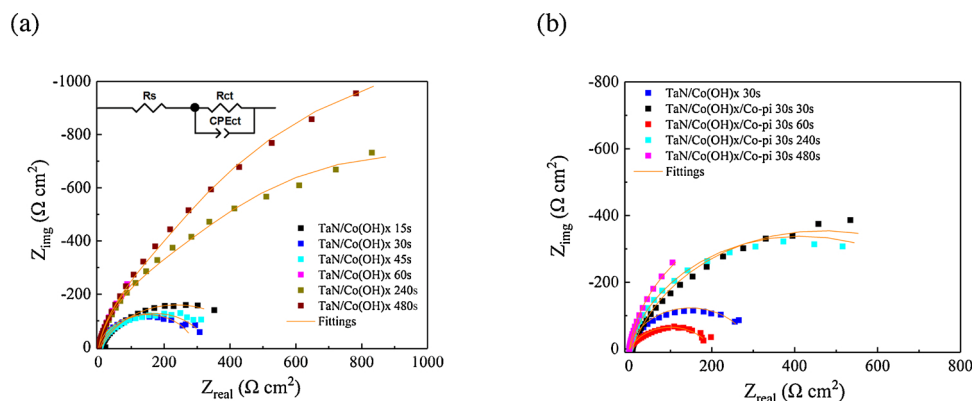 (a)
(b)
-1000
-800
-600
-400
-200
0
0
200
400
600
800
1000
Zimg (Ω cm²)
Zreal (Ω cm²)
Rs
Rct
CPEct
TaN/Co(OH)x 15s
TaN/Co(OH)x 30s
TaN/Co(OH)x 45s
TaN/Co(OH)x 60s
TaN/Co(OH)x 240s
TaN/Co(OH)x 480s
Fittings
-800
-600
-400
-200
0
0
200
400
600
800
Zimg (Ω cm²)
Zreal (Ω cm²)
TaN/Co(OH)x 30s
TaN/Co(OH)x/Co-pi 30s 30s
TaN/Co(OH)x/Co-pi 30s 60s
TaN/Co(OH)x/Co-pi 30s 240s
TaN/Co(OH)x/Co-pi 30s 480s
Fittings